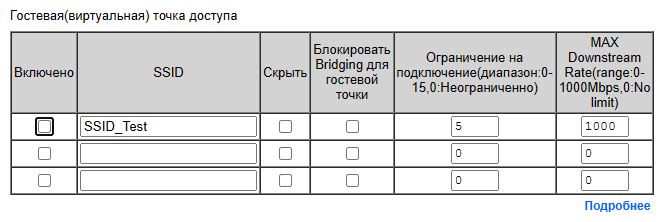 Гостевая(виртуальная) точка доступа
Включено
SSID
Скрыть
Блокировать
Bridging для
гостевой
точки
Ограничение на
подключение(диапазон:0-
15,0:Неограниченно)
MAX
Downstream
Rate(range:0-
1000Mbps,0:No
limit)
SSID_Test
5
1000
0
0
0
0
Подробнее